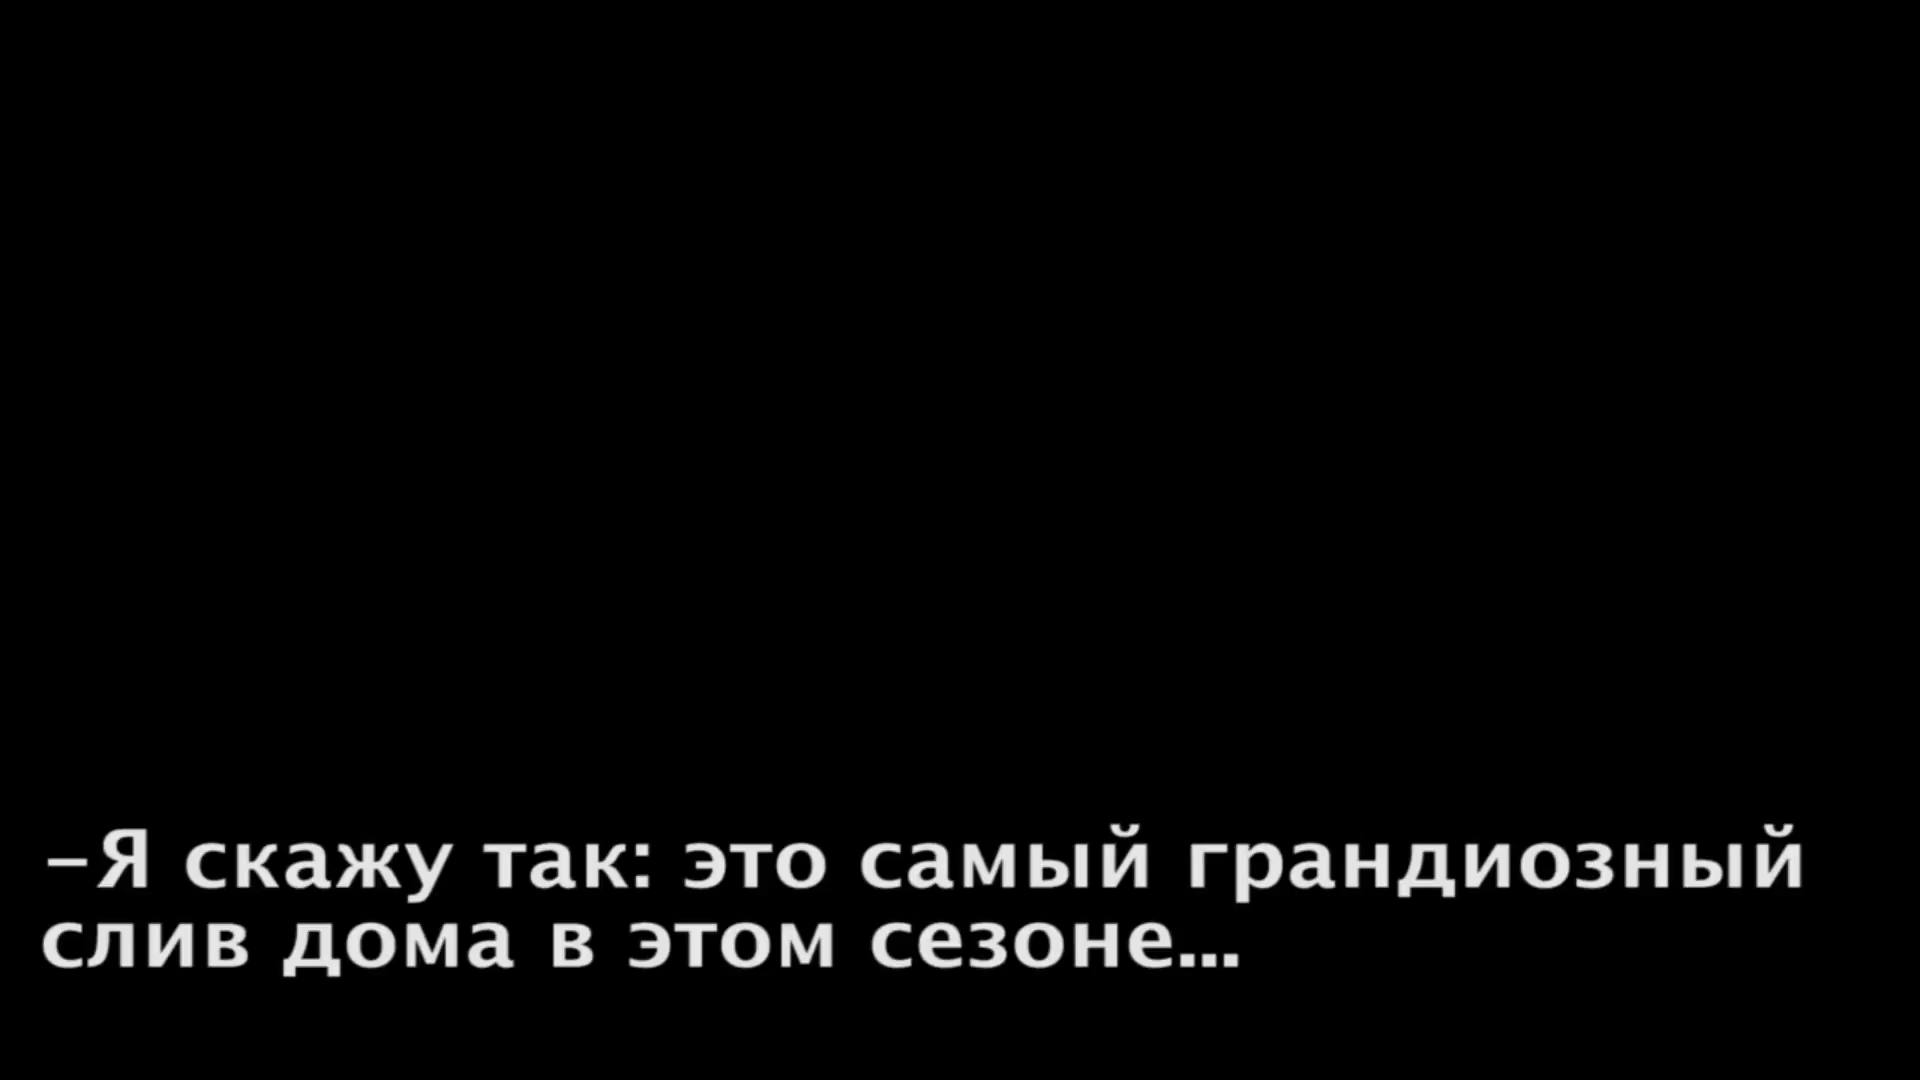 –Я скажу так: это самый грандиозный
слив дома в этом сезоне...